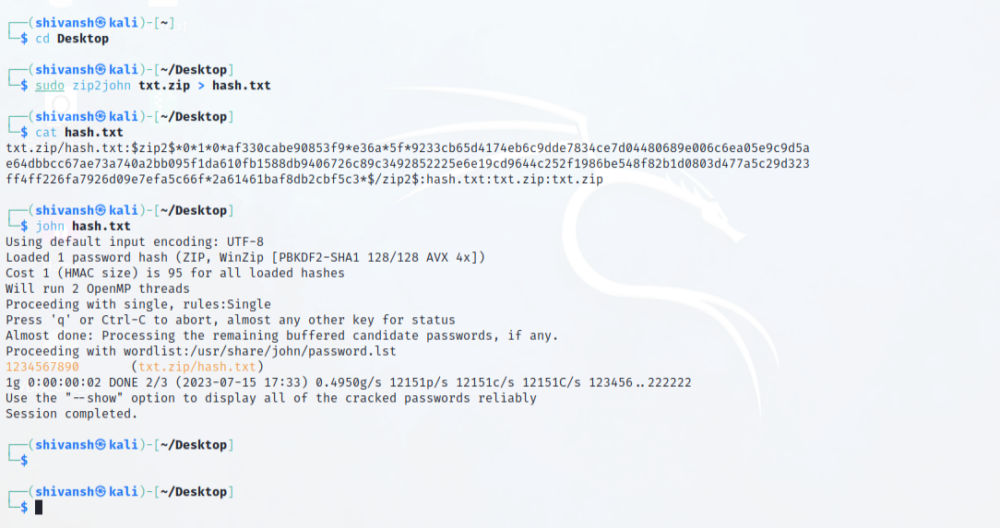 ┌──(shivansh㉿kali)-[~]
└─$ cd Desktop
┌──(shivansh㉿kali)-[~/Desktop]
└─$ sudo zip2john txt.zip > hash.txt
┌──(shivansh㉿kali)-[~/Desktop]
└─$ cat hash.txt
txt.zip/hash.txt:$zip2$*0*1*0*af330cabe90853f9*e36a*5f*9233cb65d4174eb6c9dde7834ce7d04480689e006c6ea05e9c9d5a
e64dbbcc67ae73a740a2bb095f1da610fb1588db9406726c89c3492852225e6e19cd9644c252f1986be548f82b1d0803d477a5c29d323
ff4ff226fa7926d09e7efa5c66f*2a61461baf8db2cbf5c3*$/zip2$:hash.txt:txt.zip:txt.zip
┌──(shivansh㉿kali)-[~/Desktop]
└─$ john hash.txt
Using default input encoding: UTF-8
Loaded 1 password hash (ZIP, WinZip [PBKDF2-SHA1 128/128 AVX 4x])
Cost 1 (HMAC size) is 95 for all loaded hashes
Will run 2 OpenMP threads
Proceeding with single, rules:Single
Press 'q' or Ctrl-C to abort, almost any other key for status
Almost done: Processing the remaining buffered candidate passwords, if any.
Proceeding with wordlist:/usr/share/john/password.lst
1234567890       (txt.zip/hash.txt)
1g 0:00:00:02 DONE 2/3 (2023-07-15 17:33) 0.4950g/s 12151p/s 12151c/s 12151C/s 123456..222222
Use the "--show" option to display all of the cracked passwords reliably
Session completed.
┌──(shivansh㉿kali)-[~/Desktop]
└─$
┌──(shivansh㉿kali)-[~/Desktop]
└─$